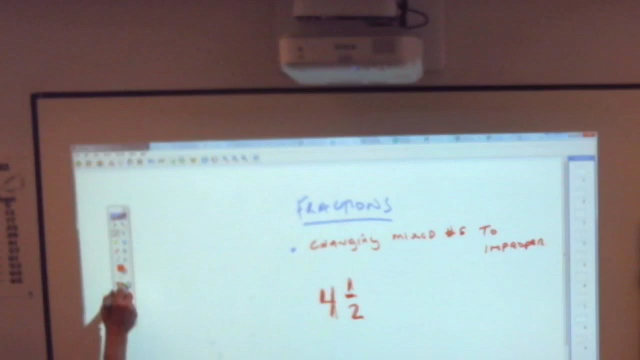 FRACTIONS
• CHANGING MIXED #S TO
IMPROPER
4 1/2